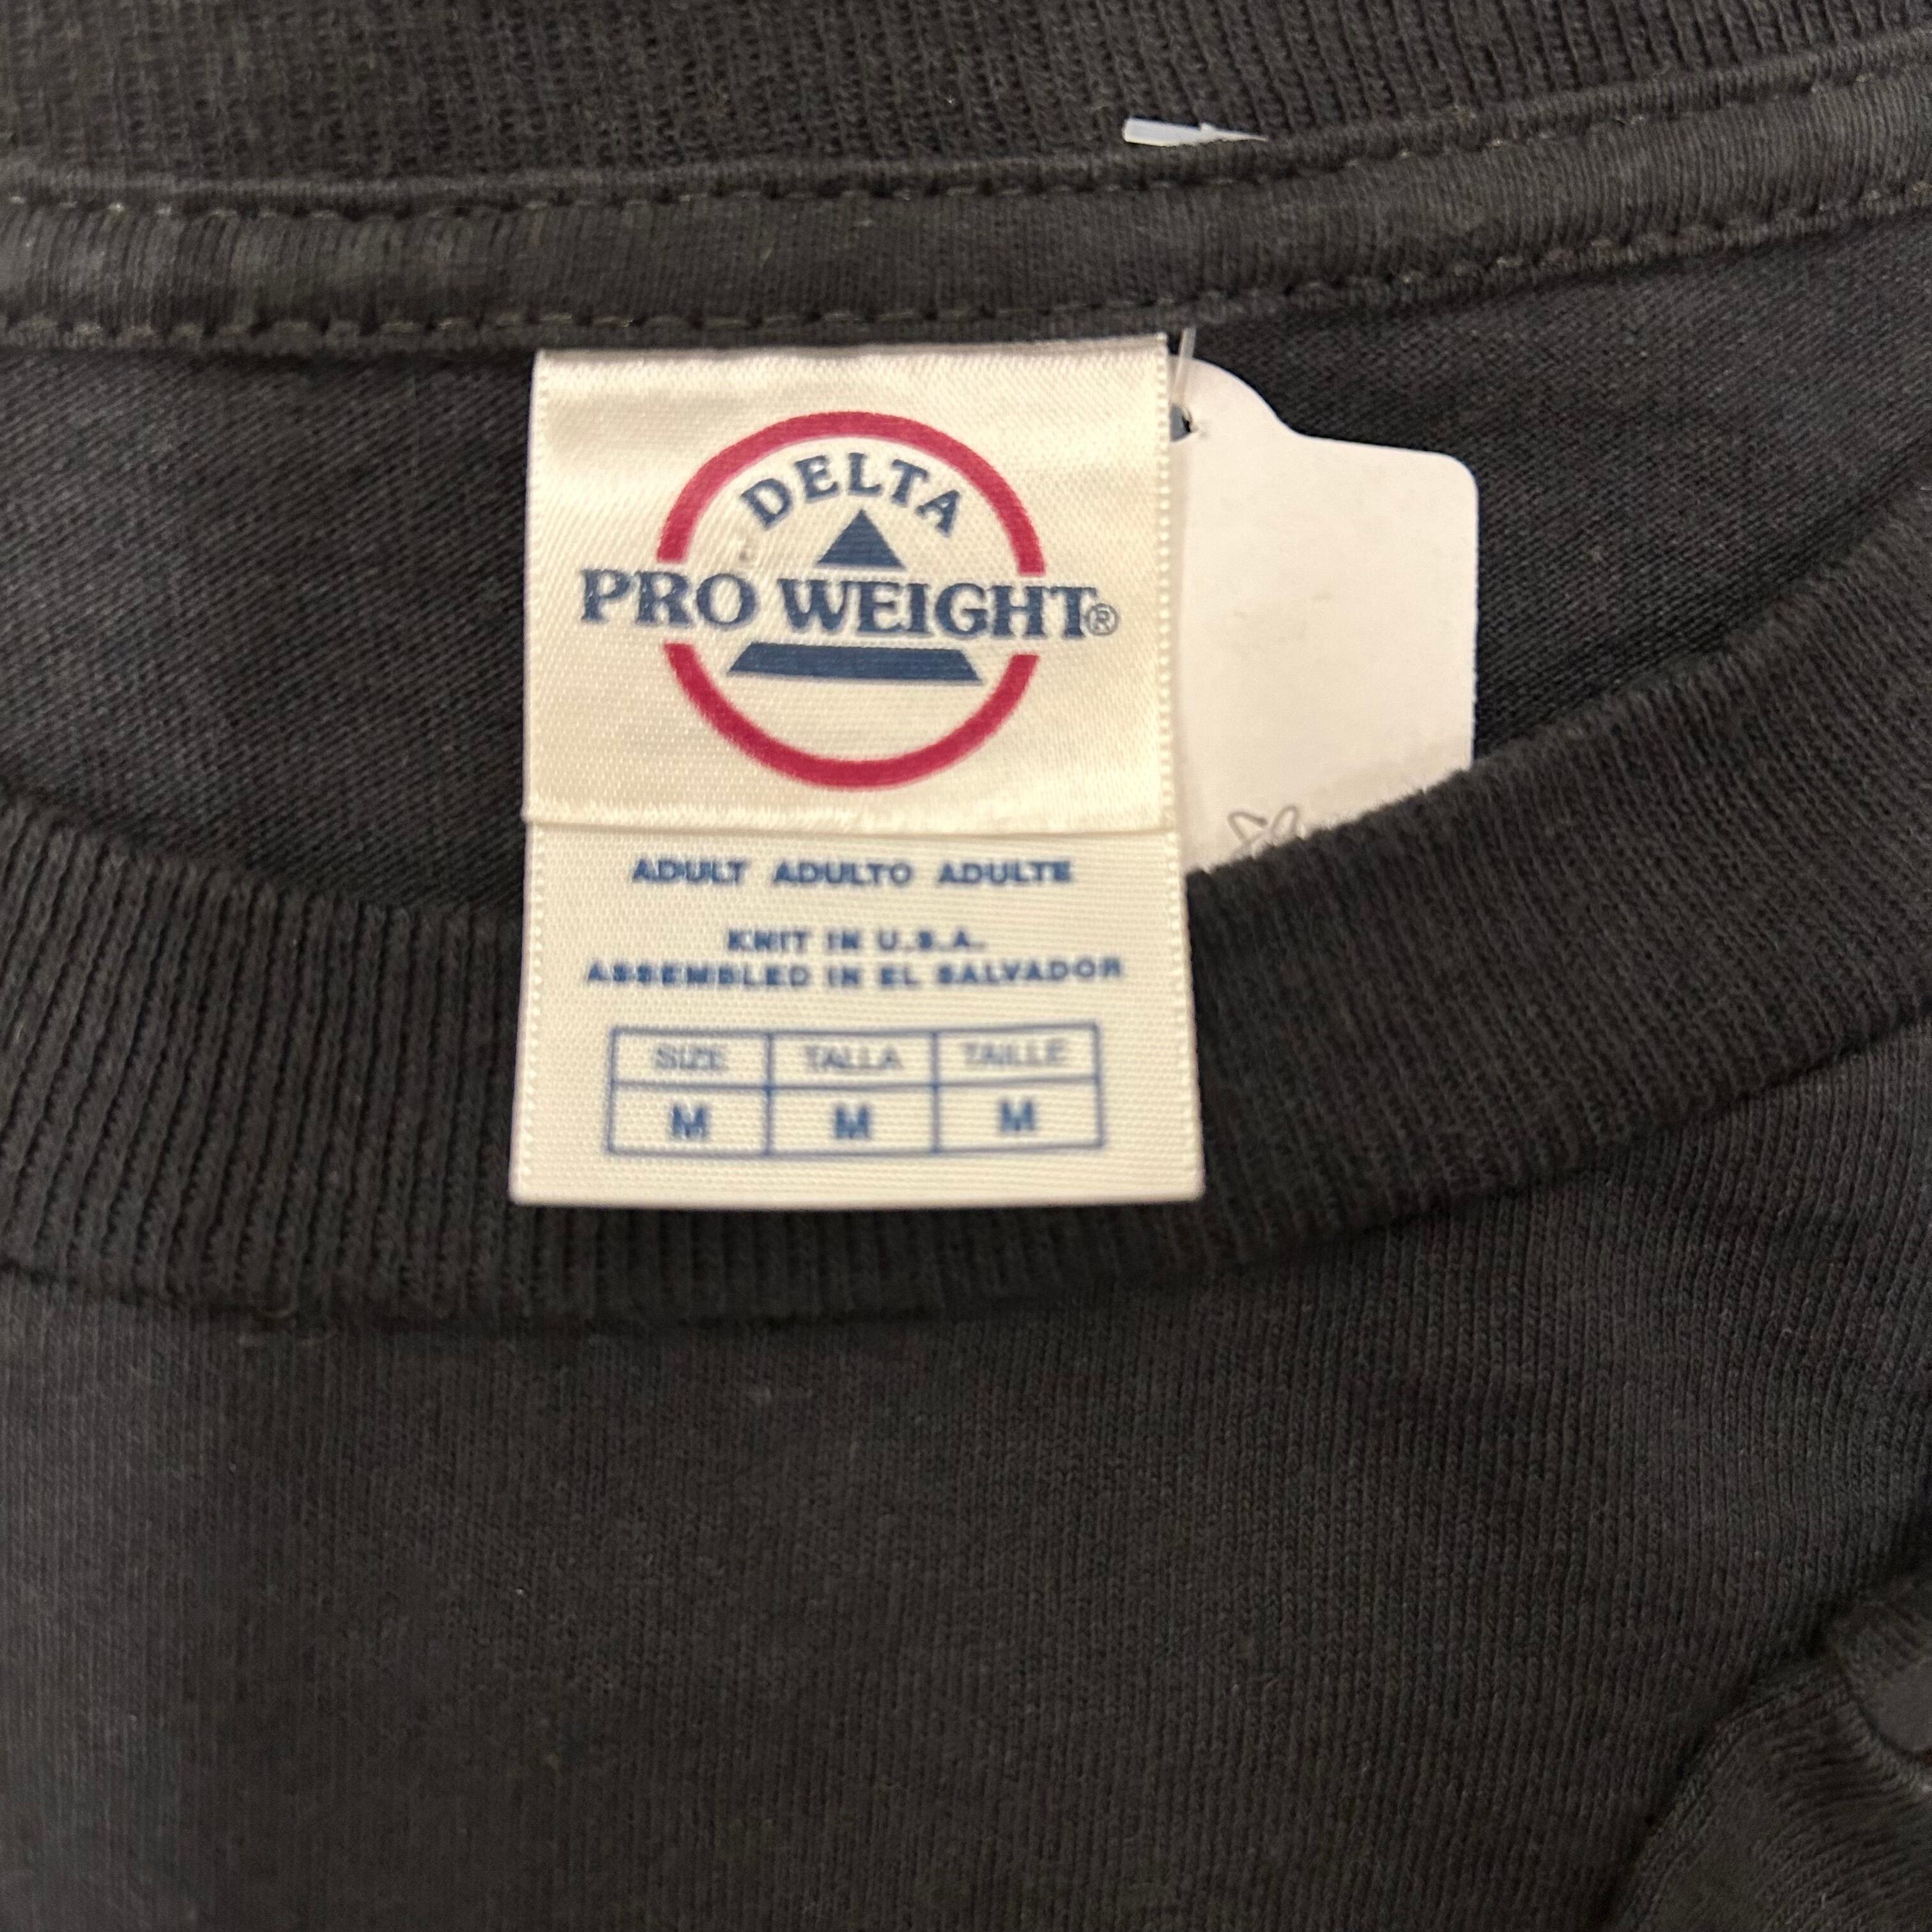 DELTA
PRO WEIGHT®
ADULT ADULTO ADULTE
KNIT IN U.S.A.
ASSEMBLED IN EL SALVADOR
SIZE TALLA TAILLE
M M M